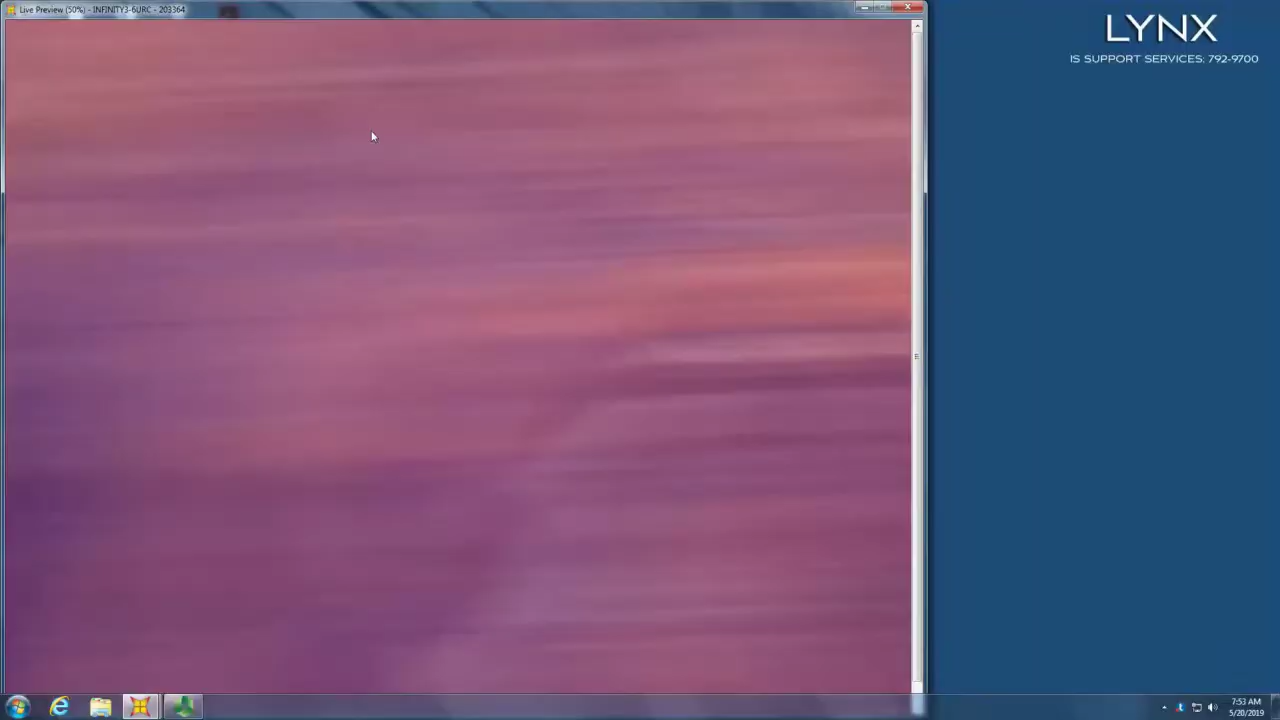 Live Preview (50%) - INFINITY3-6URC - 203364
LYNX
IS SUPPORT SERVICES: 792-9700
7:53 AM
5/20/2019